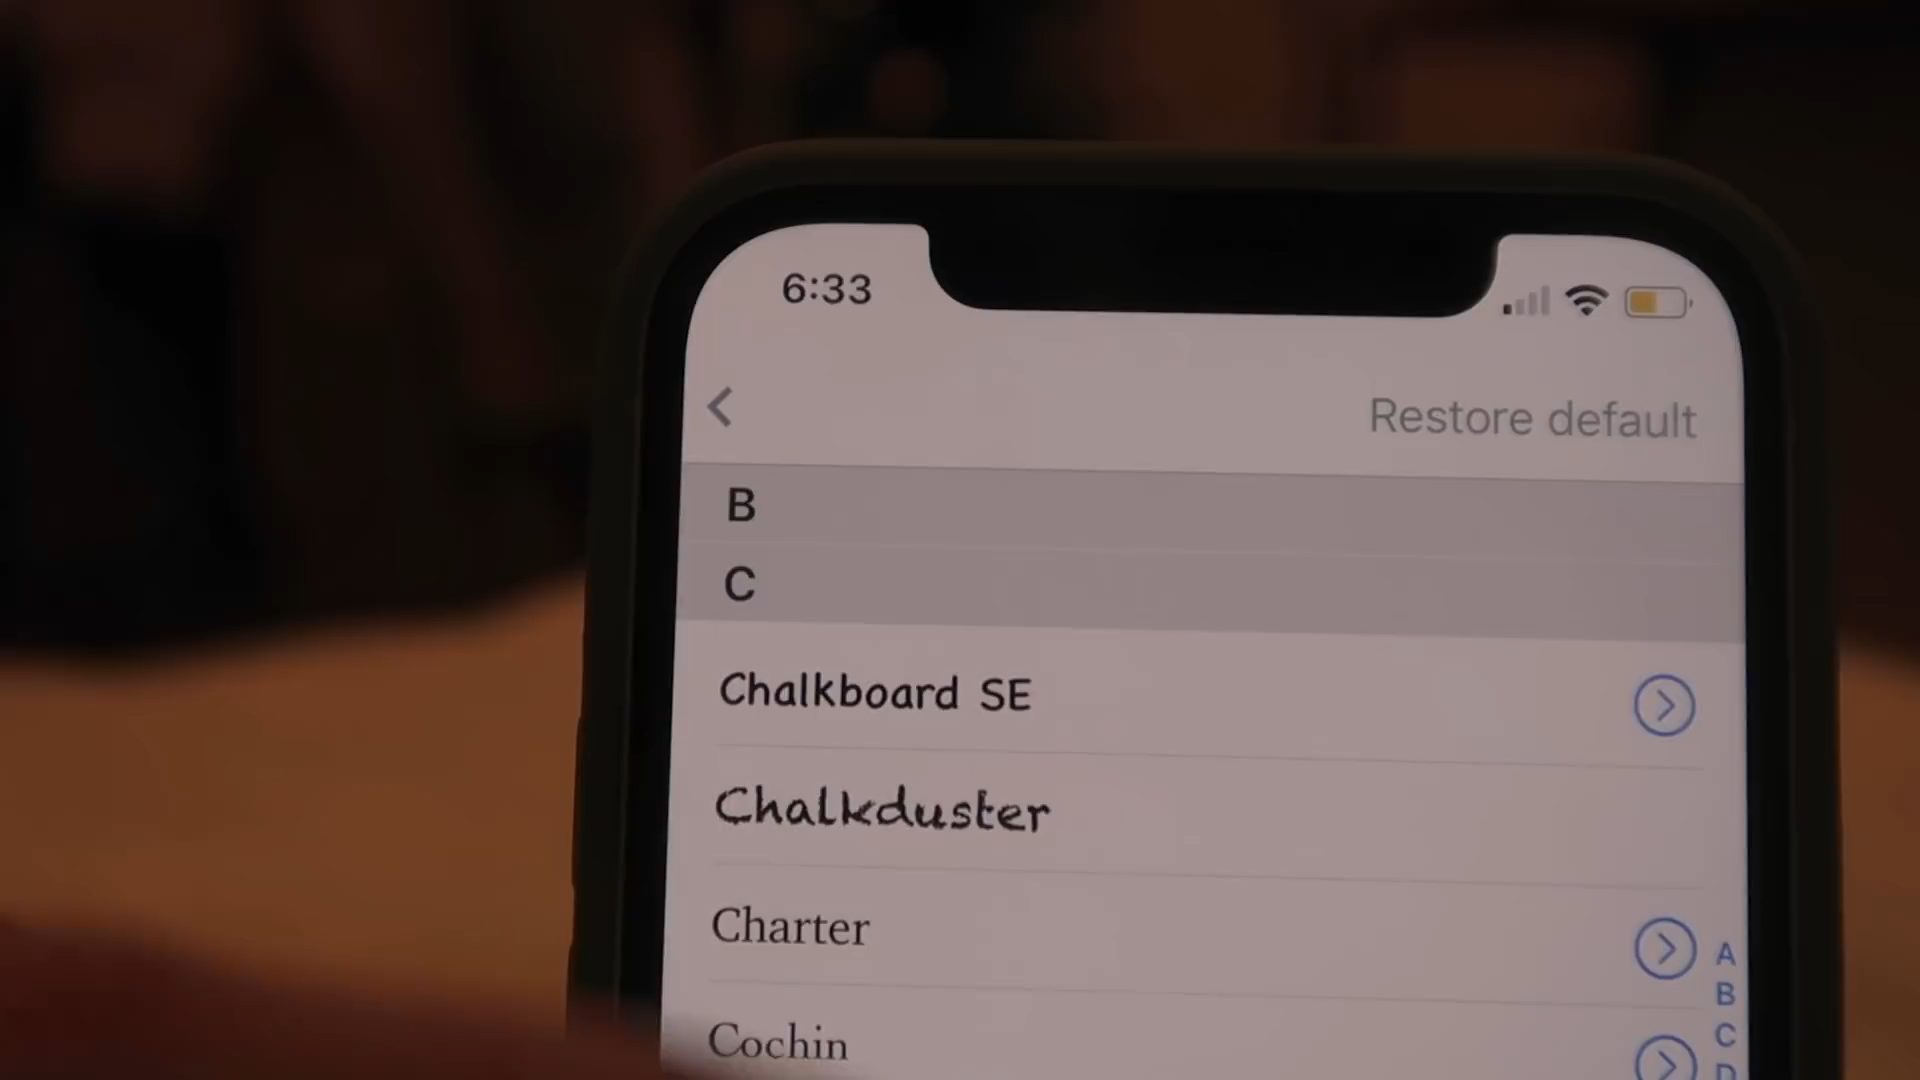 6:33
Restore default
B
C
Chalkboard SE
Chalkduster
Charter
Cochin
A
B
C
D